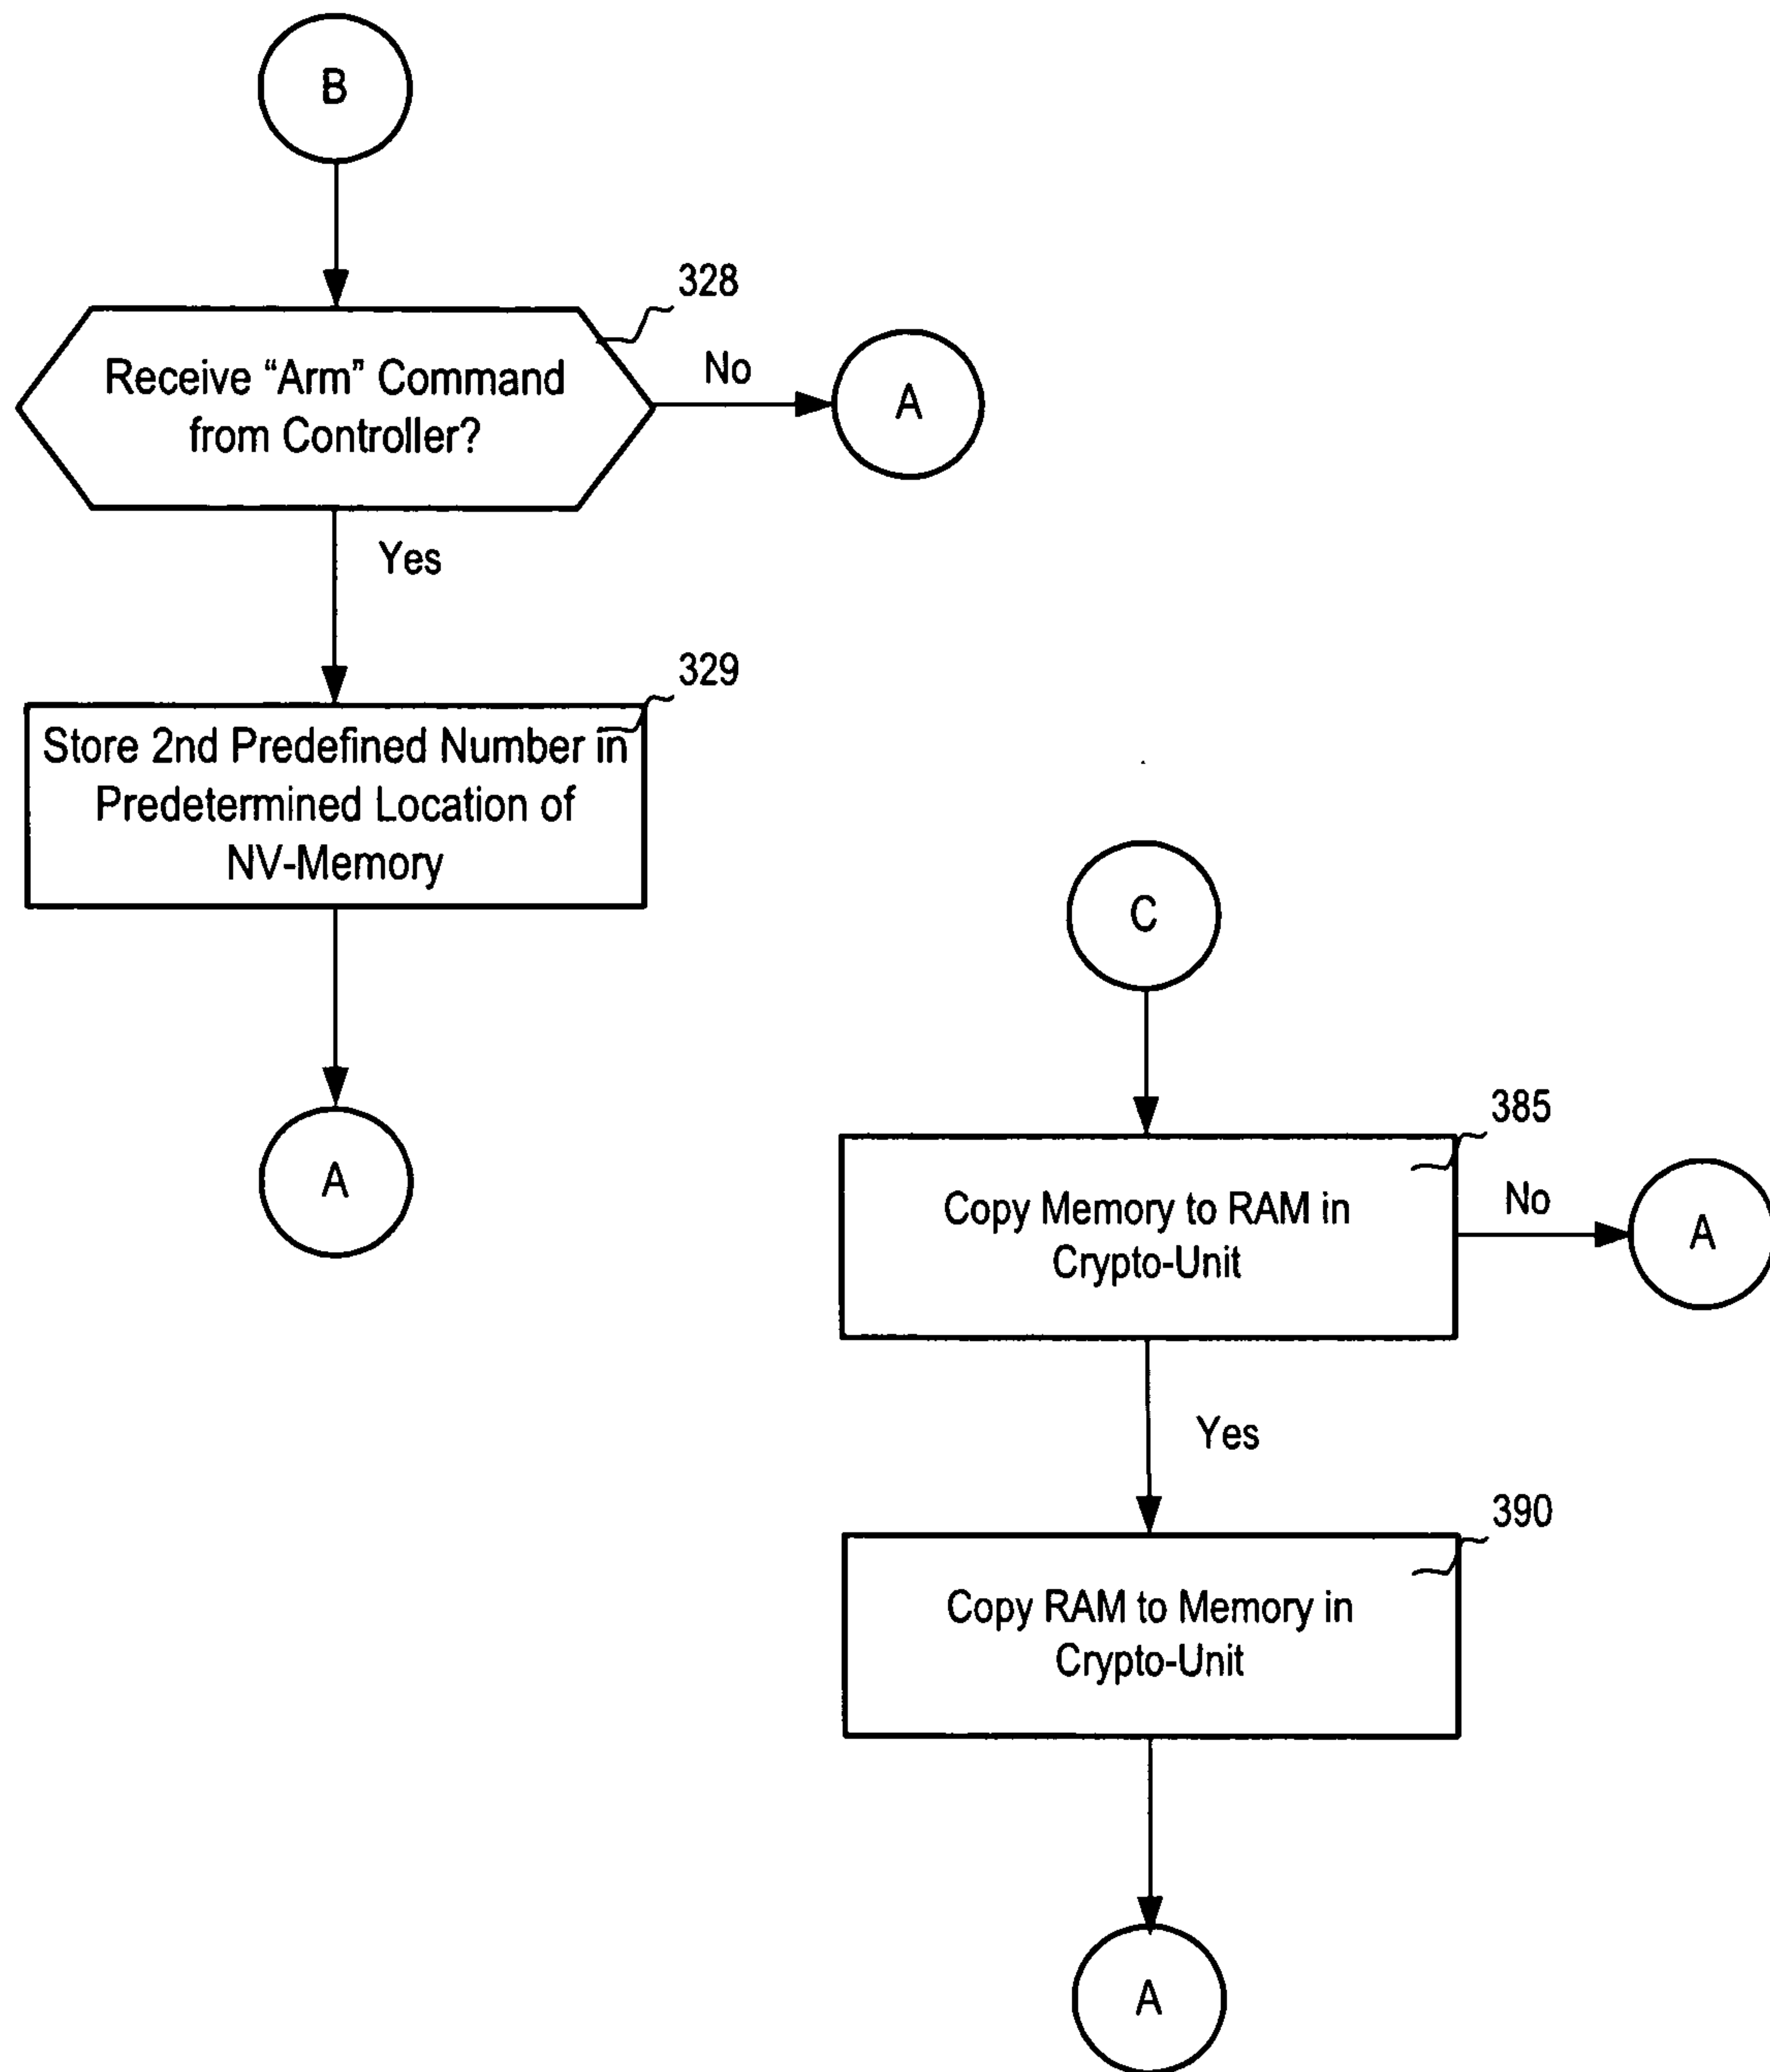 B
328
Receive “Arm” Command
from Controller?
No
A
Yes
329
Store 2nd Predefined Number in
Predetermined Location of
NV-Memory
A
C
385
Copy Memory to RAM in
Crypto-Unit
No
A
Yes
390
Copy RAM to Memory in
Crypto-Unit
A